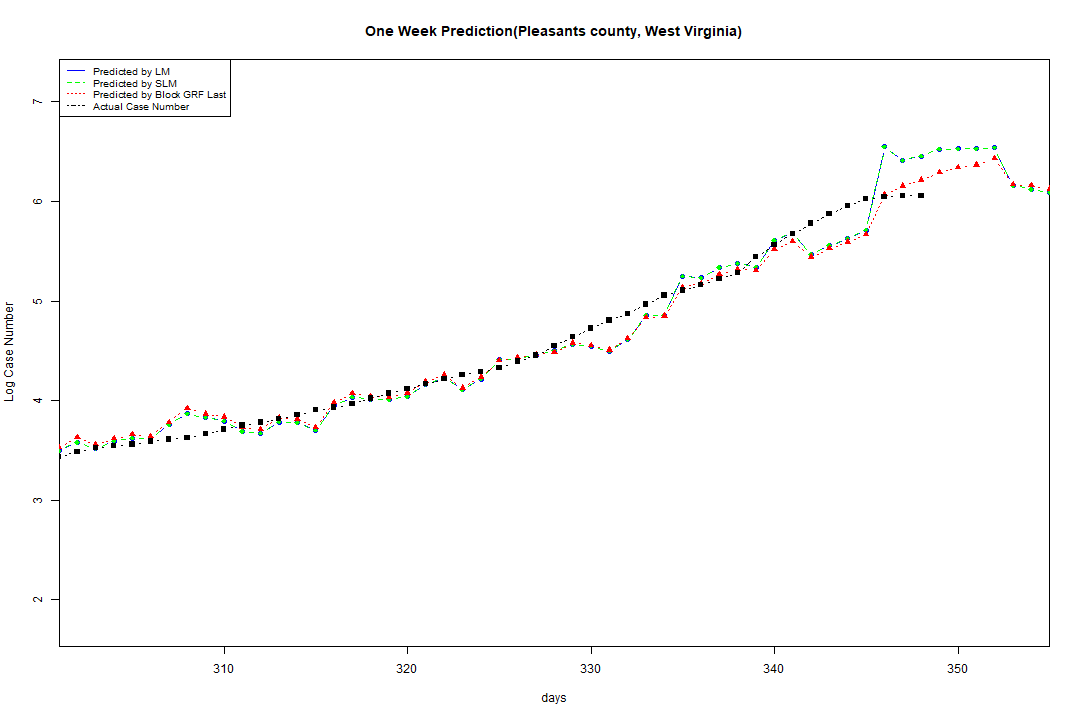 One Week Prediction(Pleasants county, West Virginia)
Predicted by LM
Predicted by SLM
Predicted by Block GRF Last
Actual Case Number
7
6
5
4
3
2
Log Case Number
310 320 330 340 350
days